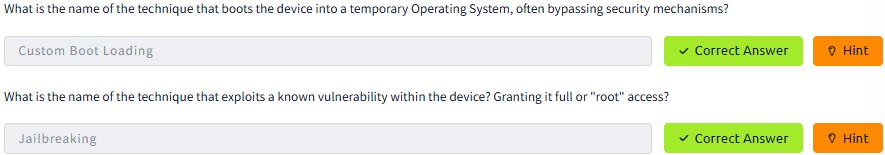 What is the name of the technique that boots the device into a temporary Operating System, often bypassing security mechanisms?
Custom Boot Loading
Correct Answer
Hint
What is the name of the technique that exploits a known vulnerability within the device? Granting it full or "root" access?
Jailbreaking
Correct Answer
Hint